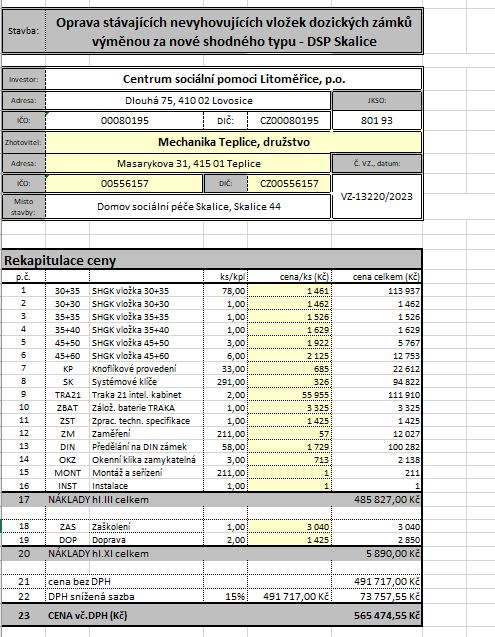 Stavba: Oprava stávajících nevyhovujících vložek dozických zámků
výměnou za nové shodného typu - DSP Skalice
Investor: Centrum sociální pomoci Litoměřice, p.o.
Adresa: Dlouhá 75, 410 02 Lovosice JKSO:
IČO: 00080195 DIČ: CZ00080195 801 93
Zhotovitel: Mechanika Teplice, družstvo
Adresa: Masarykova 31, 415 01 Teplice Č. VZ., datum:
IČO: 00556157 DIČ: CZ00556157 VZ-13220/2023
Místo stavby: Domov sociální péče Skalice, Skalice 44
Rekapitulace ceny
p.č. ks/kpl cena/ks (Kč) cena celkem (Kč)
1 30+35 SHGK vložka 30+35 78,00 1 461 113 937
2 30+30 SHGK vložka 30+30 1,00 1 462 1 462
3 35+35 SHGK vložka 35+35 1,00 1 526 1 526
4 35+40 SHGK vložka 35+40 1,00 1 629 1 629
5 45+50 SHGK vložka 45+50 3,00 1 922 5 767
6 45+60 SHGK vložka 45+60 6,00 2 125 12 753
7 KP Knoflíkové provedení 33,00 685 22 612
8 SK Systémové klíče 291,00 326 94 822
9 TRA21 Traka 21 intel. kabinet 2,00 55 955 111 910
10 ZBAT Zálož. baterie TRAKA 1,00 3 325 3 325
11 ZST Zprac. techn. specifikace 1,00 1 425 1 425
12 ZM Zaměření 211,00 57 12 027
13 DIN Předělání na DIN zámek 58,00 1 729 100 282
14 OKZ Okenní klika zamykatelná 3,00 713 2 138
15 MONT Montáž a seřízení 211,00 1 211
16 INST Instalace 1,00 1 1
17 NÁKLADY hl.III celkem 485 827,00 Kč
18 ZAS Zaškolení 1,00 3 040 3 040
19 DOP Doprava 2,00 1 425 2 850
20 NÁKLADY hl.XI celkem 5 890,00 Kč
21 cena bez DPH 491 717,00 Kč
22 DPH snížená sazba 15% 491 717,00 Kč 73 757,55 Kč
23 CENA vč.DPH (Kč) 565 474,55 Kč